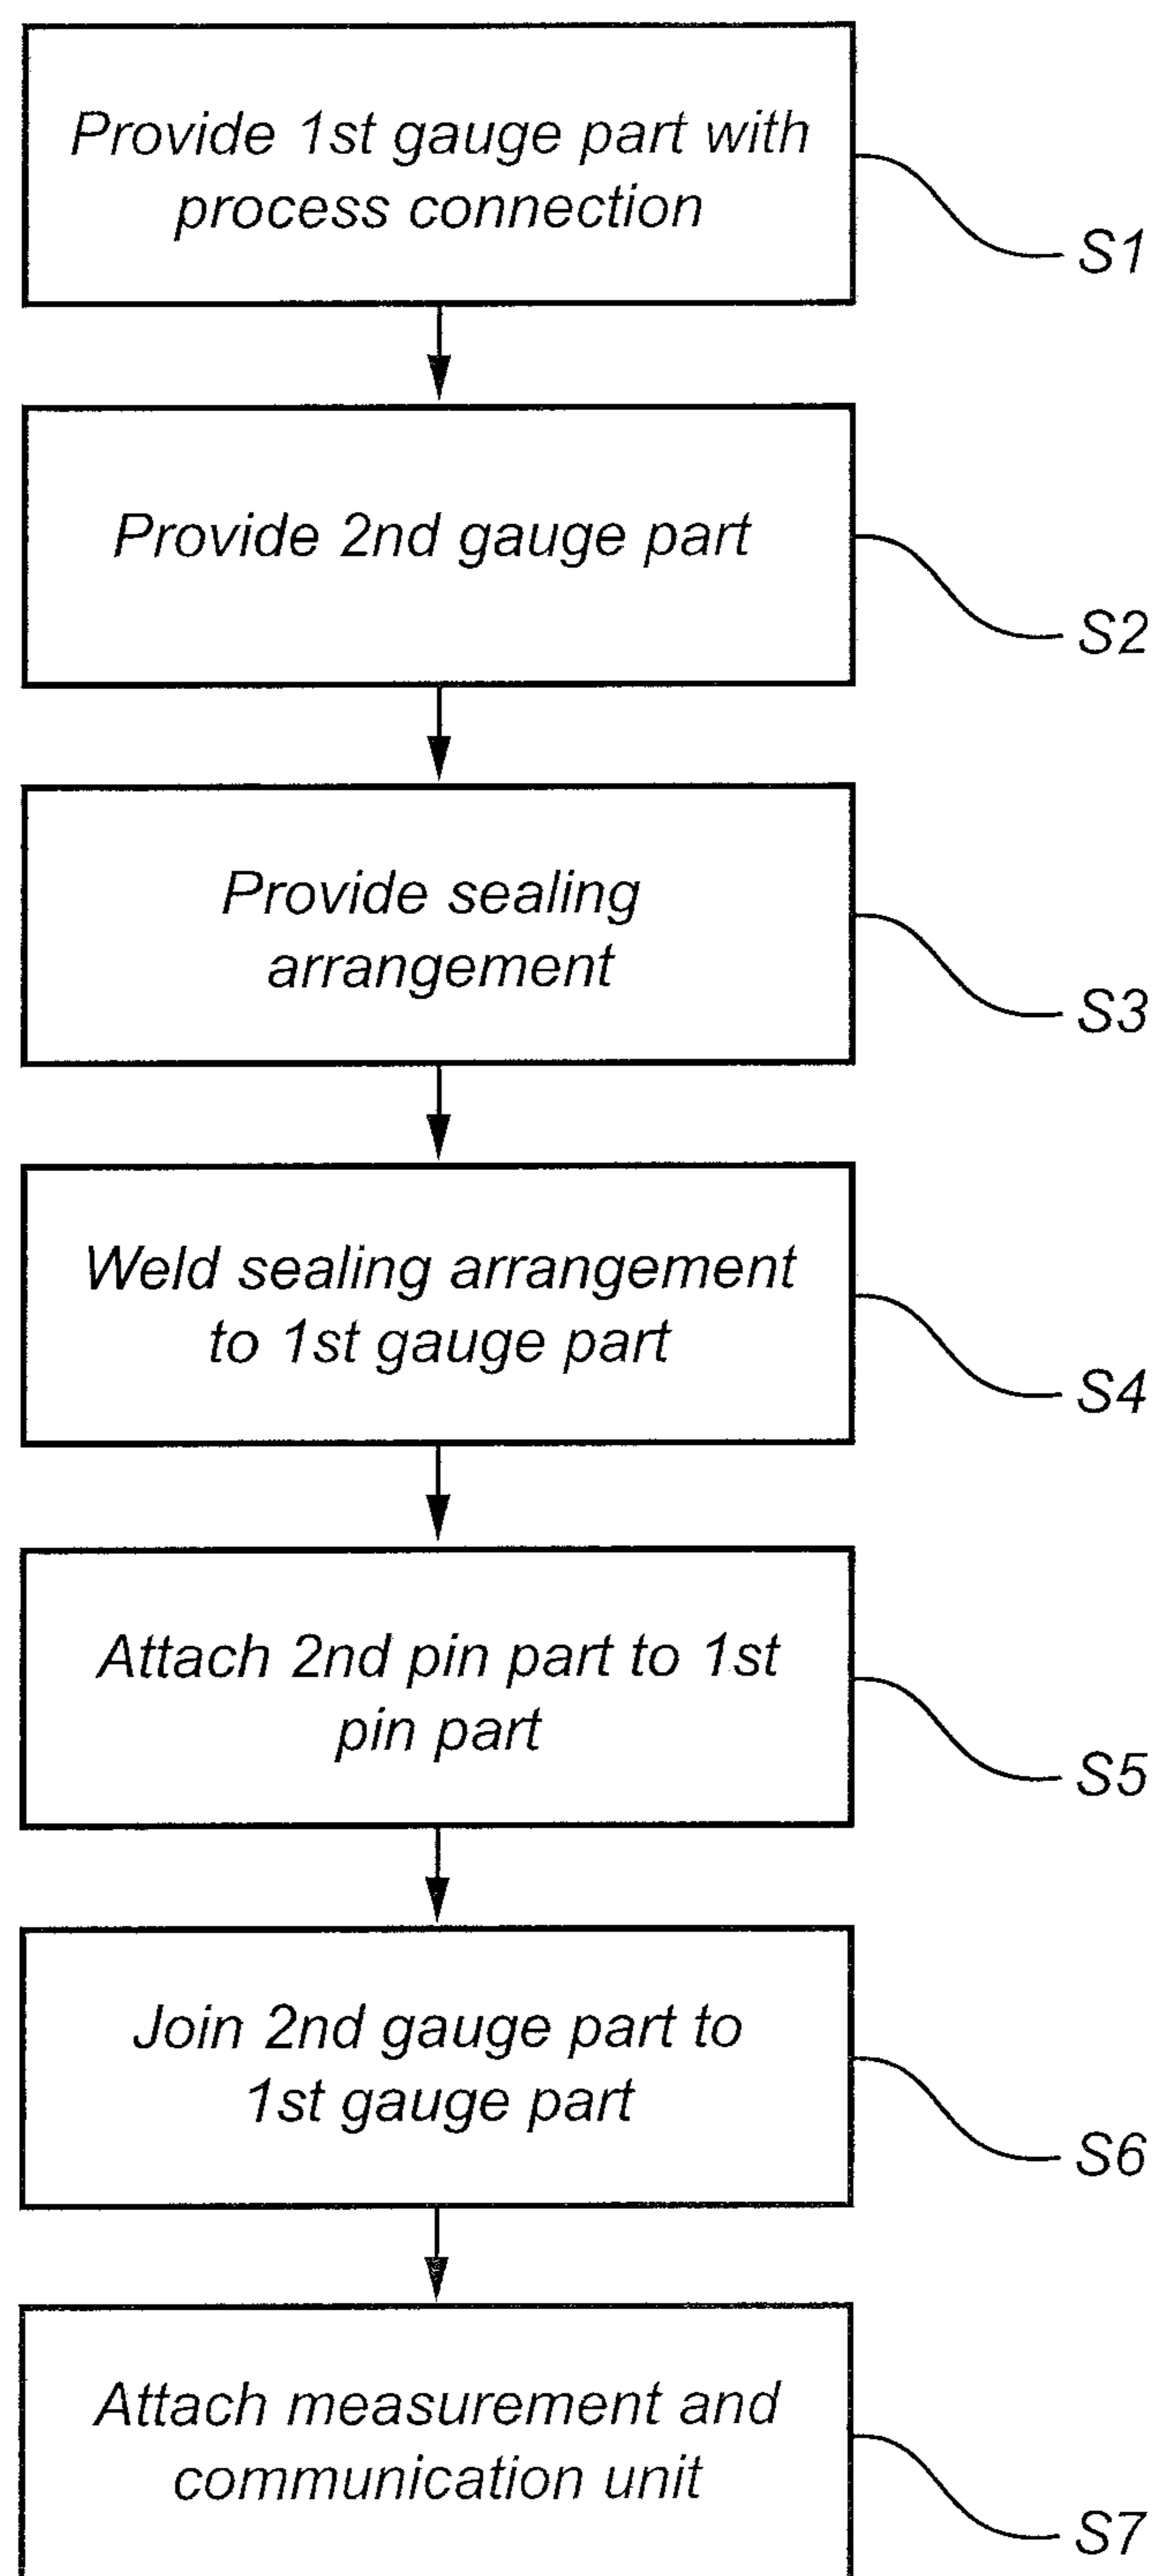 Provide 1st gauge part with
process connection
S1
Provide 2nd gauge part
S2
Provide sealing
arrangement
S3
Weld sealing arrangement
to 1st gauge part
S4
Attach 2nd pin part to 1st
pin part
S5
Join 2nd gauge part to
1st gauge part
S6
Attach measurement and
communication unit
S7